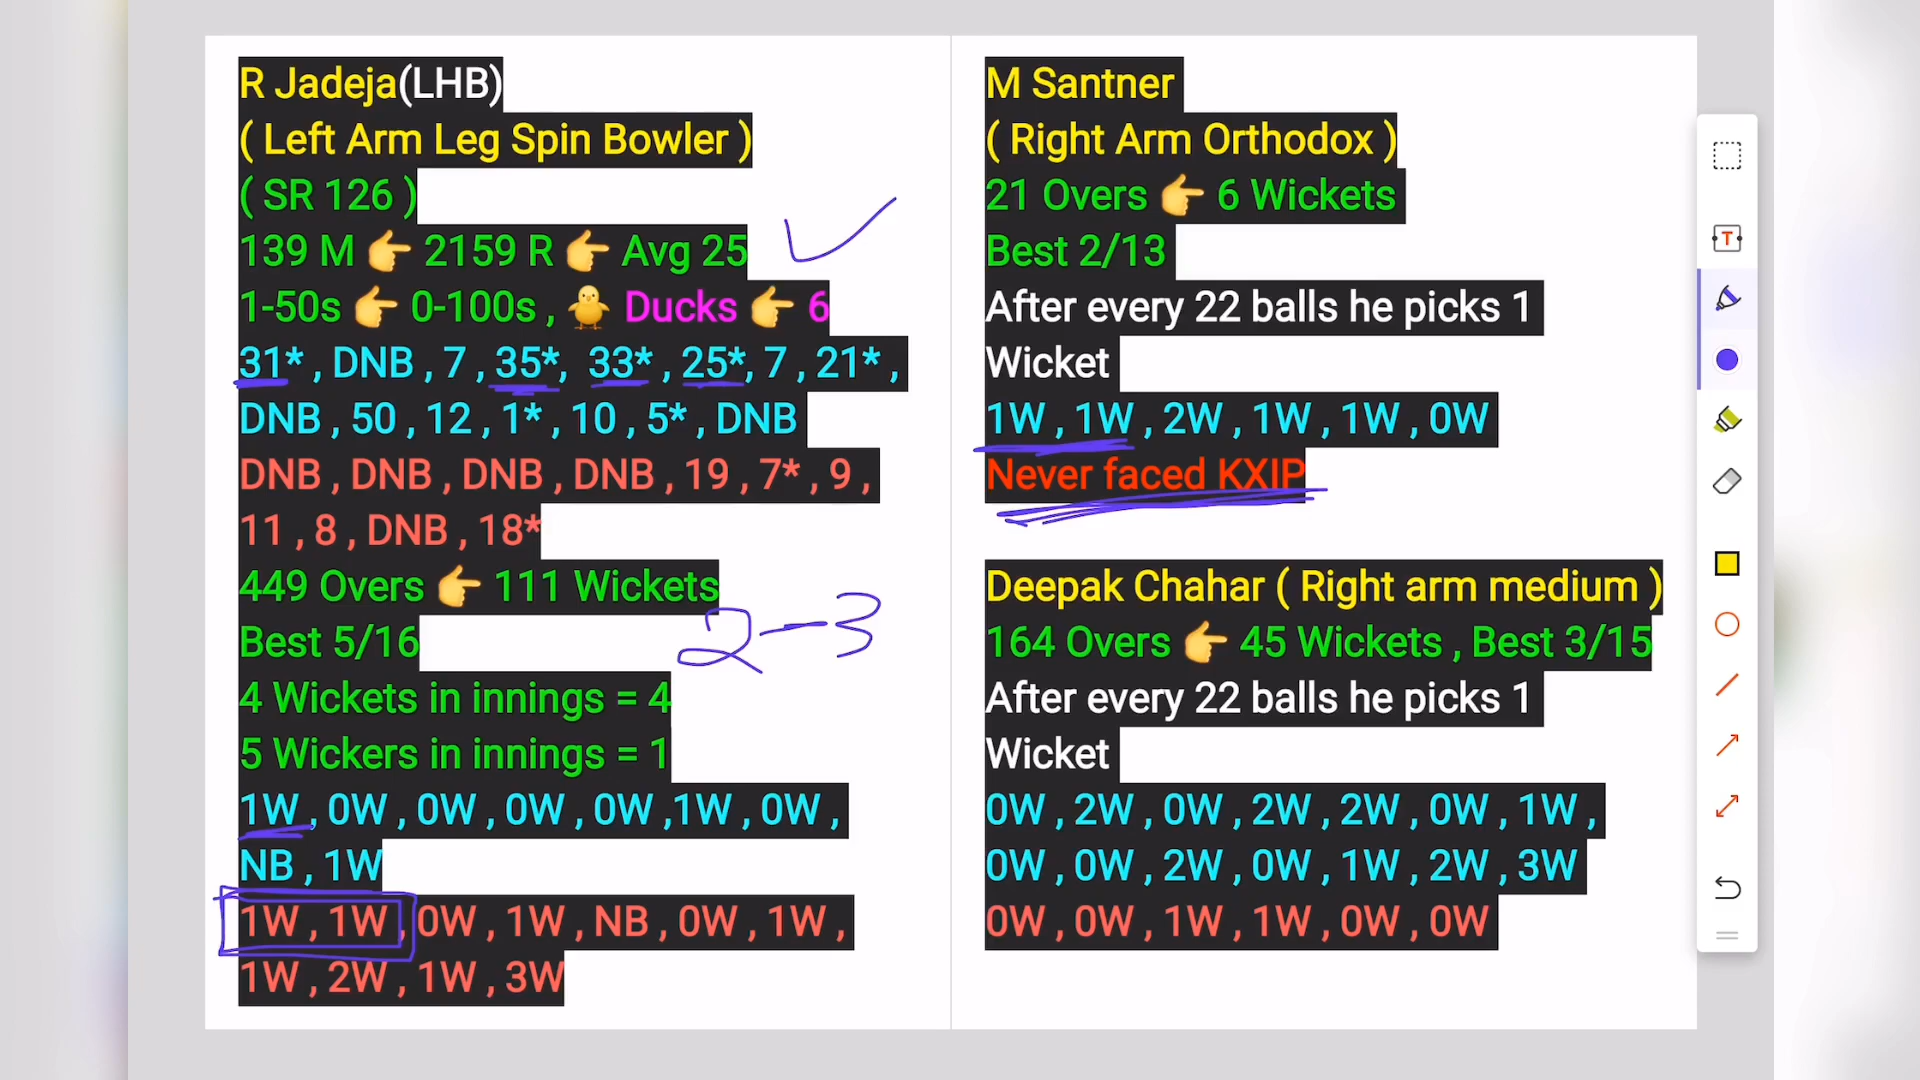 R Jadeja(LHB)
( Left Arm Leg Spin Bowler )
( SR 126 )
139 M 👉 2159 R 👉 Avg 25
1-50s 👉 0-100s , 🐥 Ducks 👉 6
31* , DNB , 7 , 35*, 33* , 25*, 7 , 21* ,
DNB , 50 , 12 , 1* , 10 , 5* , DNB
DNB , DNB , DNB , DNB , 19 , 7* , 9 ,
11 , 8 , DNB , 18*
449 Overs 👉 111 Wickets
Best 5/16
2-3
4 Wickets in innings = 4
5 Wickers in innings = 1
1W , 0W , 0W , 0W , 0W ,1W , 0W ,
NB , 1W
1W , 1W , 0W , 1W , NB , 0W , 1W ,
1W , 2W , 1W , 3W
M Santner
( Right Arm Orthodox )
21 Overs 👉 6 Wickets
Best 2/13
After every 22 balls he picks 1
Wicket
1W , 1W , 2W , 1W , 1W , 0W
Never faced KXIP
Deepak Chahar ( Right arm medium )
164 Overs 👉 45 Wickets , Best 3/15
After every 22 balls he picks 1
Wicket
0W , 2W , 0W , 2W , 2W , 0W , 1W ,
0W , 0W , 2W , 0W , 1W , 2W , 3W
0W , 0W , 1W , 1W , 0W , 0W
T